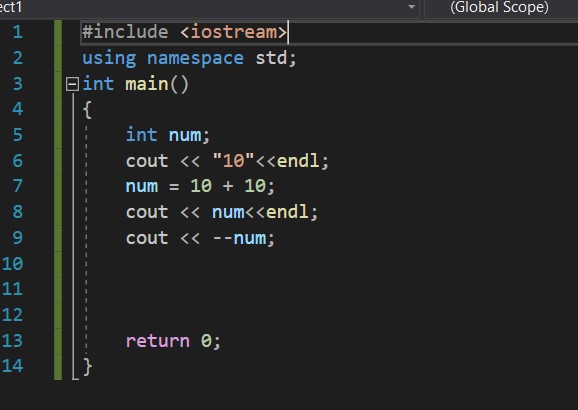 ect1 (Global Scope)
1 #include <iostream>
2 using namespace std;
3 int main()
4 {
5 int num;
6 cout << "10"<<endl;
7 num = 10 + 10;
8 cout << num<<endl;
9 cout << --num;
10
11
12
13 return 0;
14 }